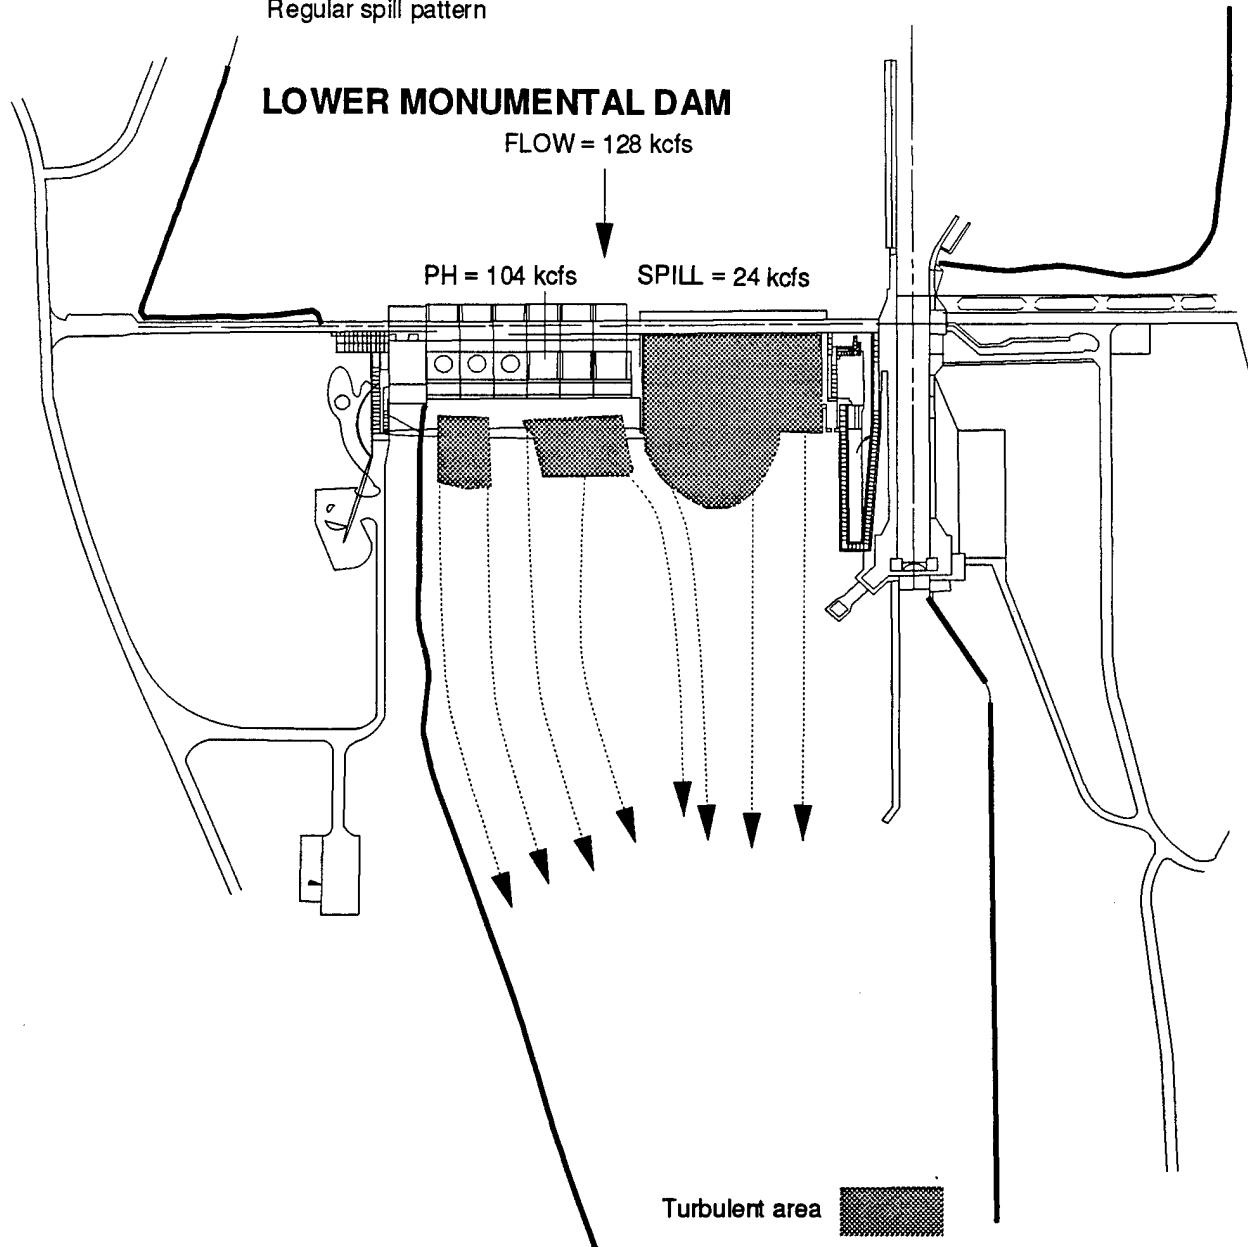 Regular spill pattern
LOWER MONUMENTAL DAM
FLOW = 128 kcfs
PH = 104 kcfs SPILL = 24 kcfs
Turbulent area